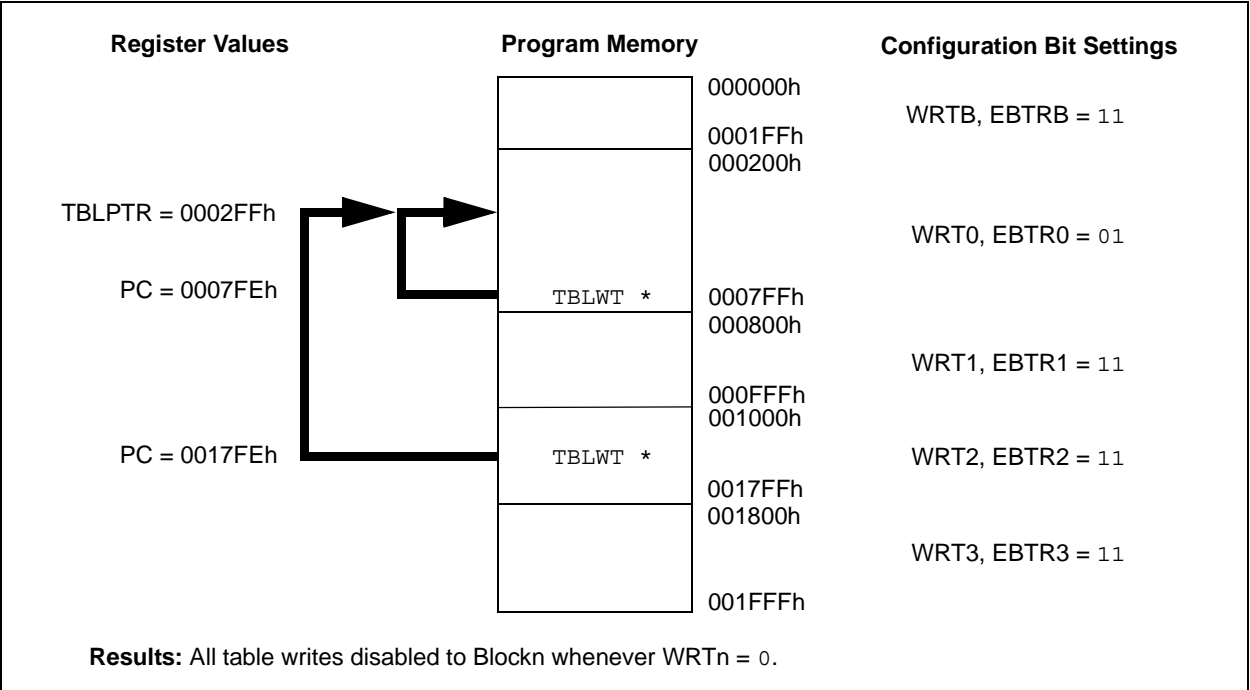 Register Values
Program Memory
Configuration Bit Settings
000000h
WRTB, EBTRB = 11
0001FFh
000200h
TBLPTR = 0002FFh
WRT0, EBTR0 = 01
PC = 0007FEh
TBLWT *
0007FFh
000800h
WRT1, EBTR1 = 11
000FFFh
001000h
PC = 0017FEh
TBLWT *
WRT2, EBTR2 = 11
0017FFh
001800h
WRT3, EBTR3 = 11
001FFFh
Results: All table writes disabled to Blockn whenever WRTn = 0.